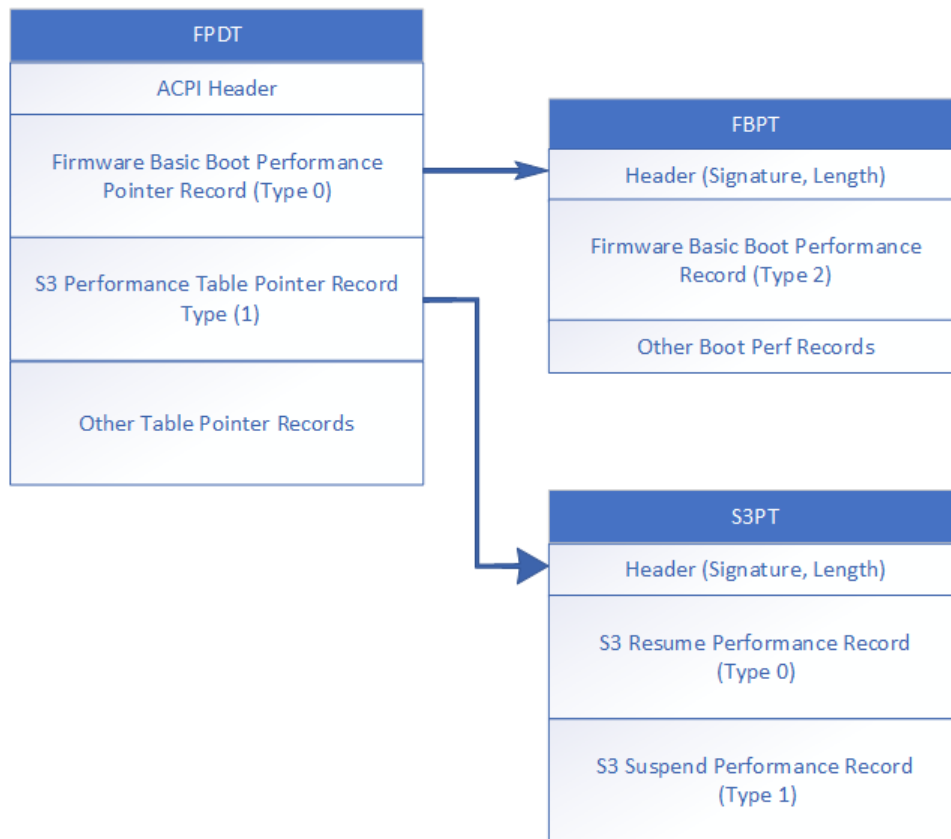 FPDT
ACPI Header
Firmware Basic Boot Performance
Pointer Record (Type 0)
S3 Performance Table Pointer Record
Type (1)
Other Table Pointer Records
FBPT
Header (Signature, Length)
Firmware Basic Boot Performance
Record (Type 2)
Other Boot Perf Records
S3PT
Header (Signature, Length)
S3 Resume Performance Record
(Type 0)
S3 Suspend Performance Record
(Type 1)